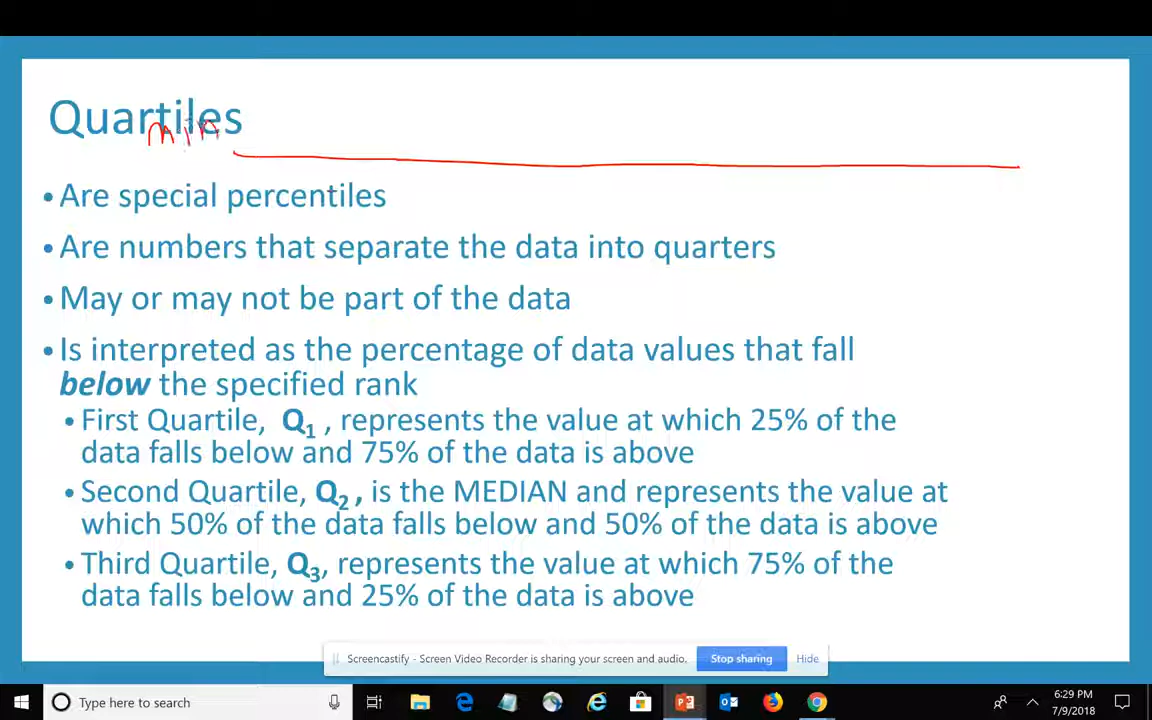 Quartiles
min
• Are special percentiles
• Are numbers that separate the data into quarters
• May or may not be part of the data
• Is interpreted as the percentage of data values that fall
below the specified rank
• First Quartile, Q1 , represents the value at which 25% of the
data falls below and 75% of the data is above
• Second Quartile, Q2 , is the MEDIAN and represents the value at
which 50% of the data falls below and 50% of the data is above
• Third Quartile, Q3, represents the value at which 75% of the
data falls below and 25% of the data is above
Screencastify - Screen Video Recorder is sharing your screen and audio. Stop sharing Hide
Type here to search
6:29 PM
7/9/2018